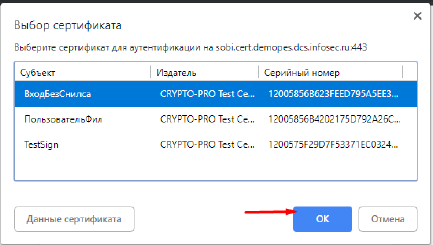 Выбор сертификата
Выберите сертификат для аутентификации на sobi.cert.demopes.dcs.infosec.ru:443
Субъект Издатель Серийный номер
ВходБезСнилса CRYPTO-PRO Test Ce... 12005856B623FEED795A5EE3...
ПользовательФил CRYPTO-PRO Test Ce... 12005856B4202175D792A26C...
TestSign CRYPTO-PRO Test Ce... 1200575F29D7F53371EC0324...
Данные сертификата OK Отмена